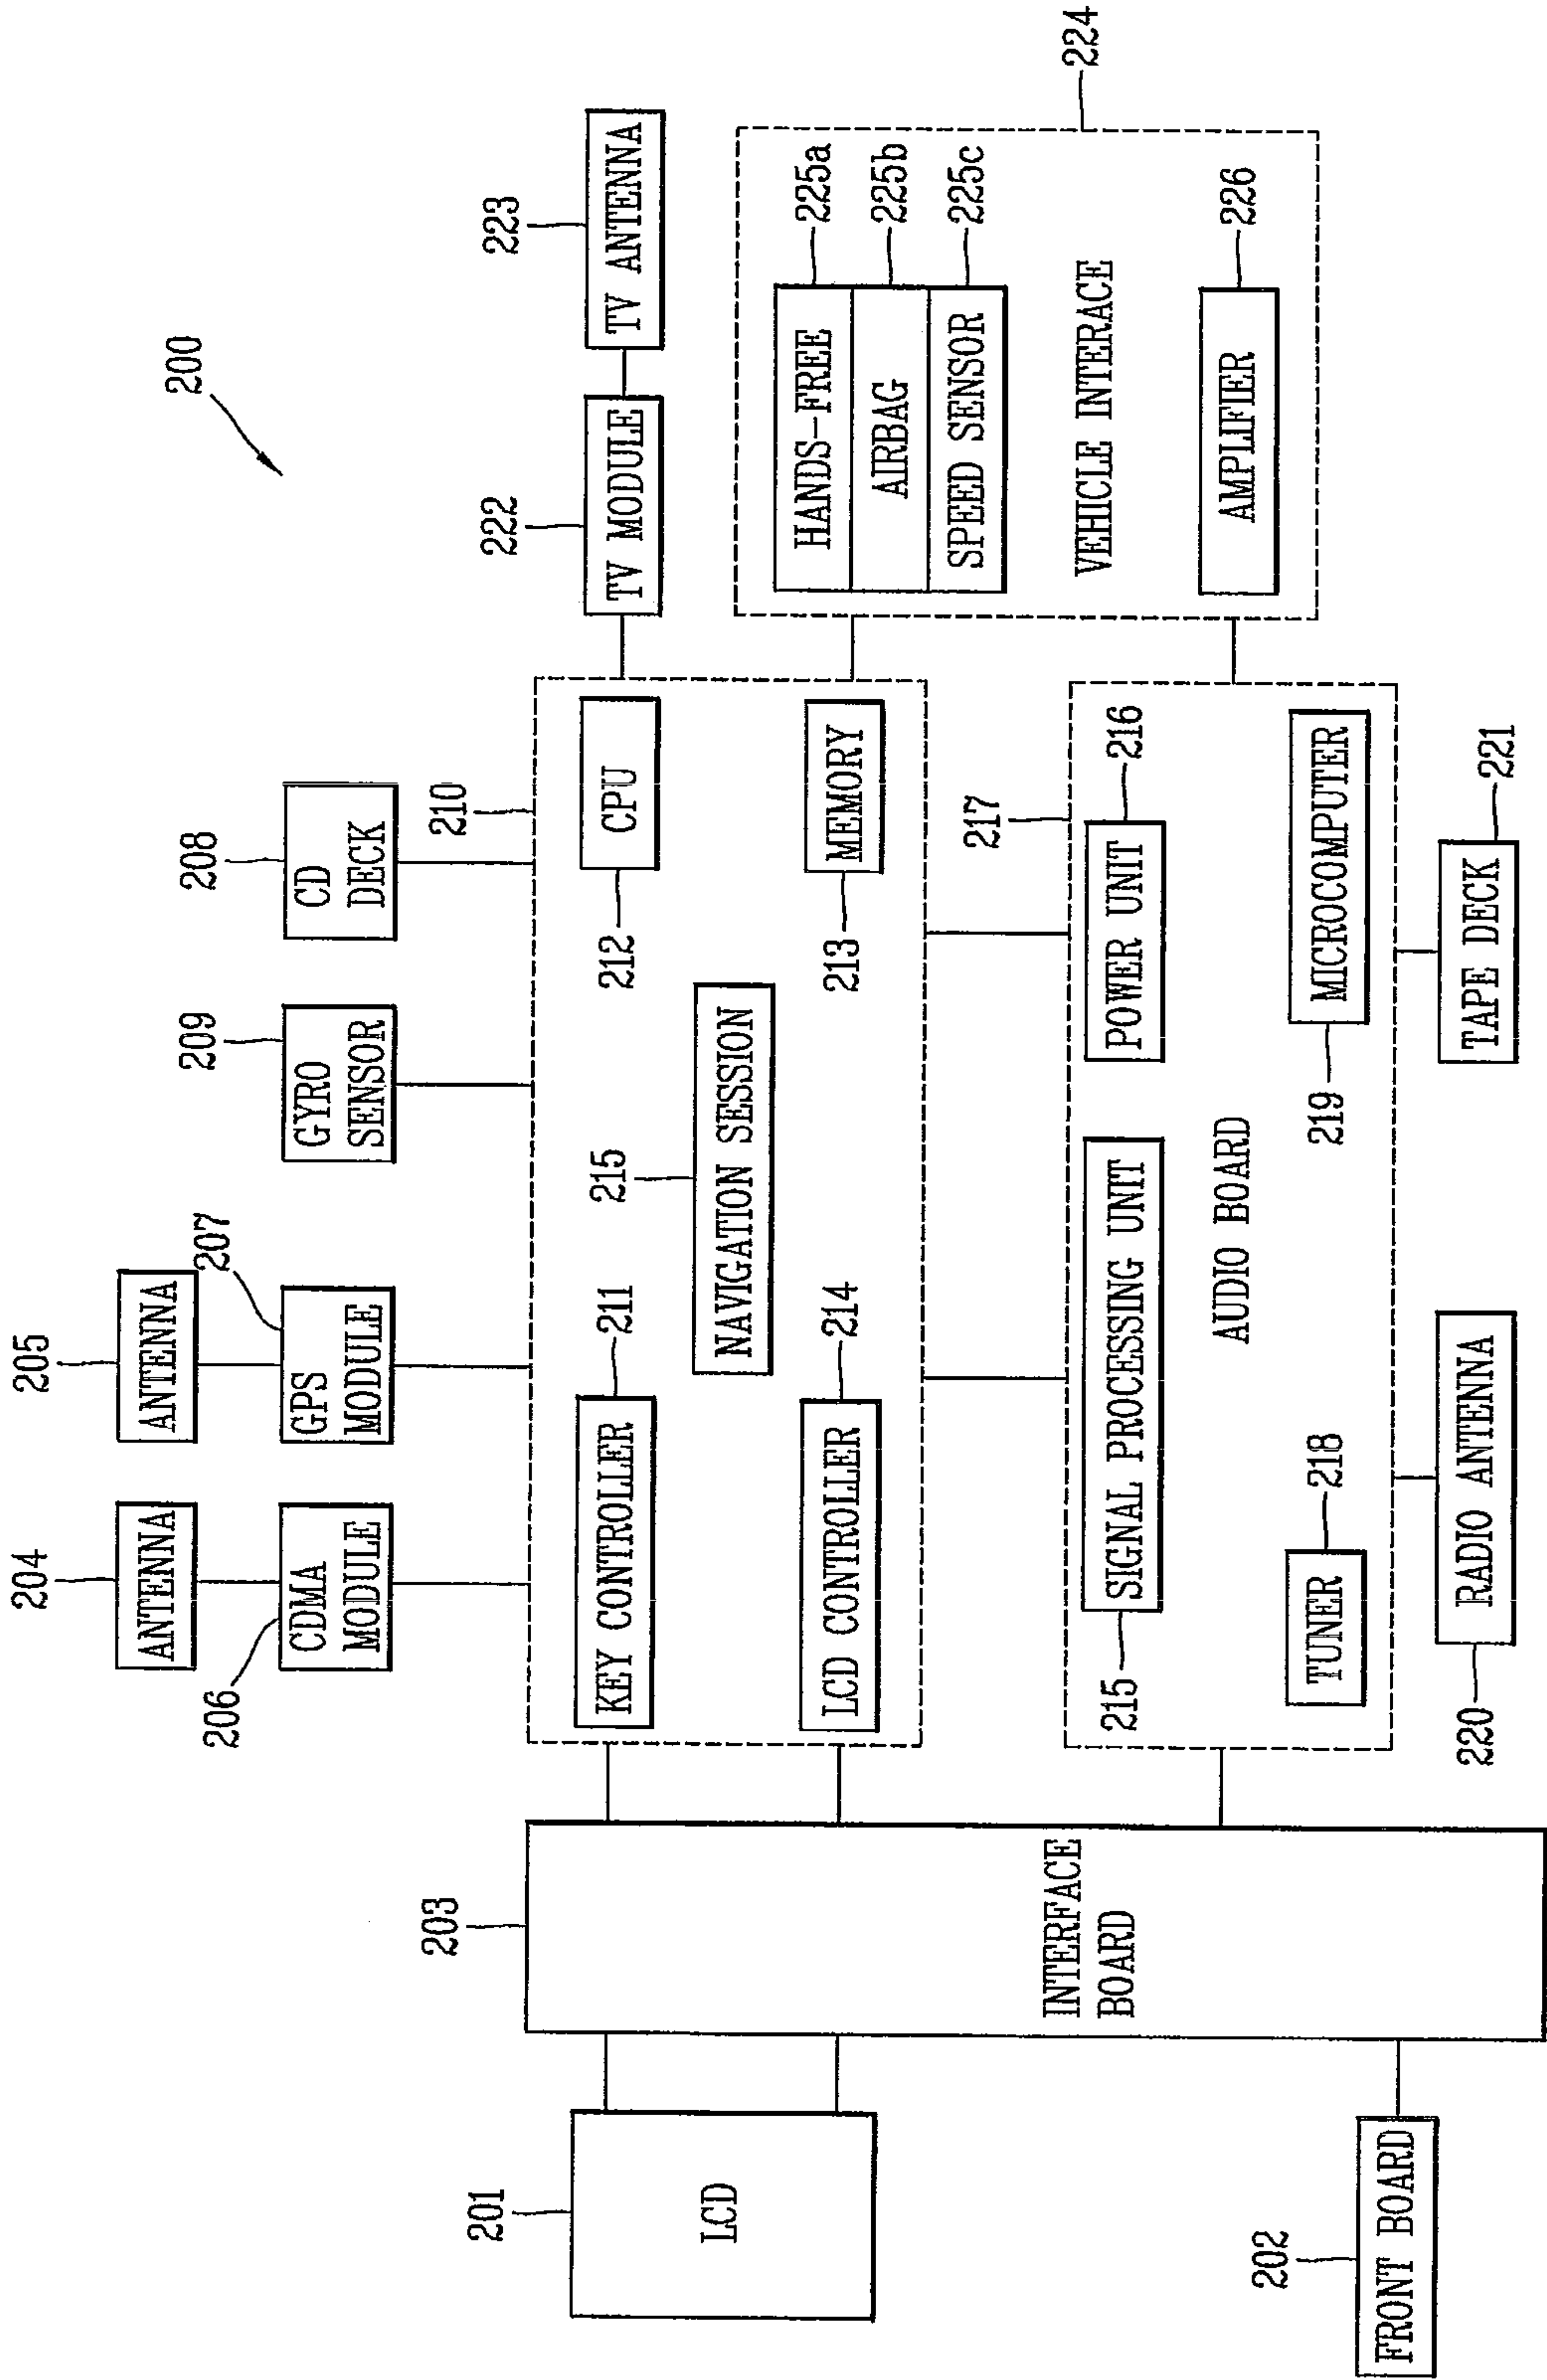 200
204
205
ANTENNA
ANTENNA
206
207
209
208
CDMA
MODULE
GPS
MODULE
GYRO
SENSOR
CD
DECK
203
210
222
223
201
LCD
INTERFACE
BOARD
KEY CONTROLLER
211
215
NAVIGATION SESSION
212
CPU
TV MODULE
TV ANTENNA
LCD CONTROLLER
214
213
MEMORY
HANDS-FREE
225a
AIRBAG
225b
SPEED SENSOR
225c
224
VEHICLE INTERACE
217
215
SIGNAL PROCESSING UNIT
POWER UNIT
216
AMPLIFIER
226
AUDIO BOARD
TUNER
218
219
MICROCOMPUTER
202
FRONT BOARD
220
RADIO ANTENNA
TAPE DECK
221